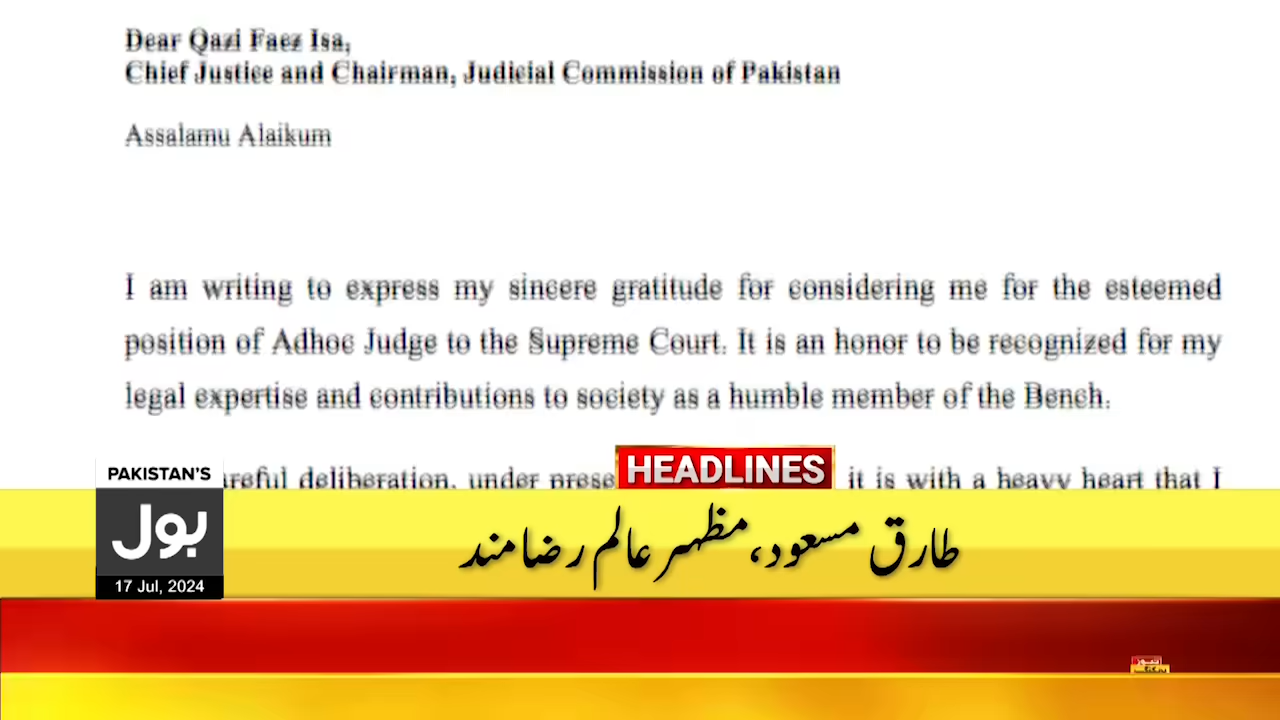 Dear Qazi Faez Isa,
Chief Justice and Chairman, Judicial Commission of Pakistan
Assalamu Alaikum
I am writing to express my sincere gratitude for considering me for the esteemed
position of Adhoc Judge to the Supreme Court. It is an honor to be recognized for my
legal expertise and contributions to society as a humble member of the Bench.
deliberation, under it is with a heavy heart that I
HEADLINES
PAKISTAN'S
بول
17 Jul, 2024
طارق مسعود، مظہر عالم رضامند